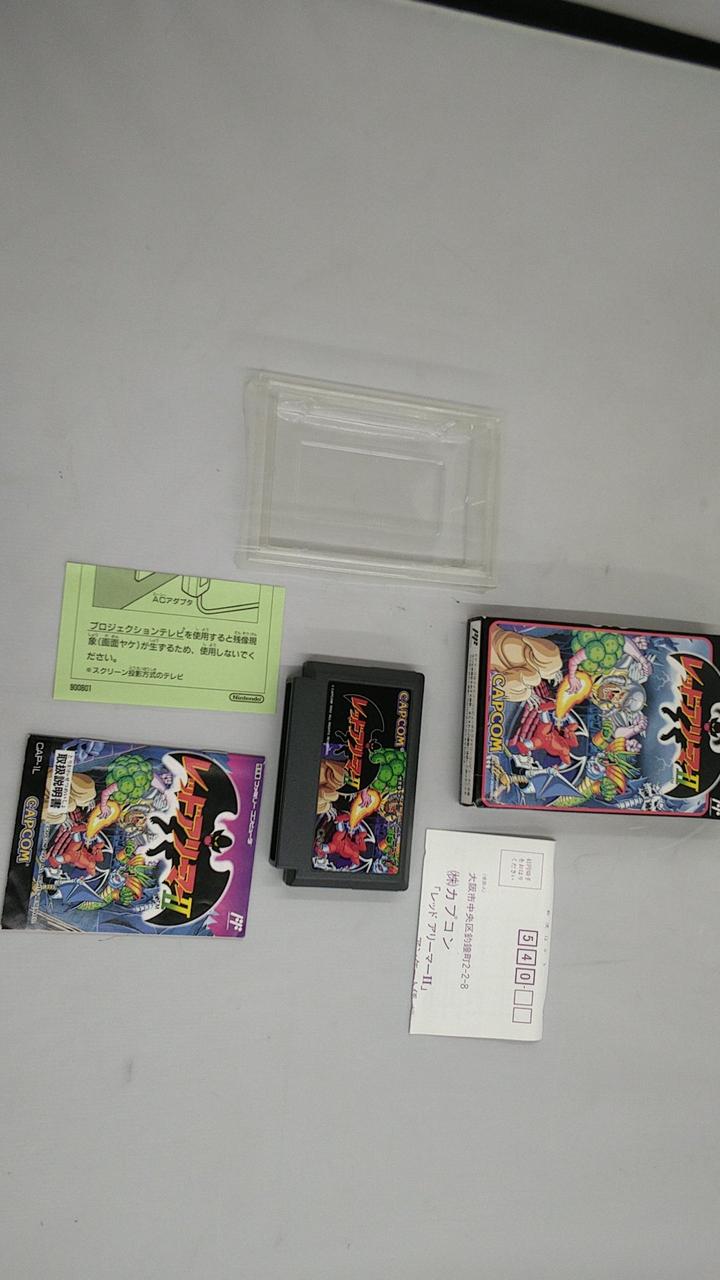 ACアダプタ
プロジェクションテレビを使用すると残像現
象(画面ヤケ)が生ずるため、使用しないでく
ださい。
※スクリーン投影方式のテレビ
900801
Nintendo
CAPCOM
レッドアリーマーII
CAPCOM
レッドアリーマーII
ファミリーコンピュータ
レッドアリーマーII
取扱説明書
CAP-1L
CAPCOM
540
大阪市中央区釣鐘町2-2-8
(株)カプコン
「レッド アリーマーII」